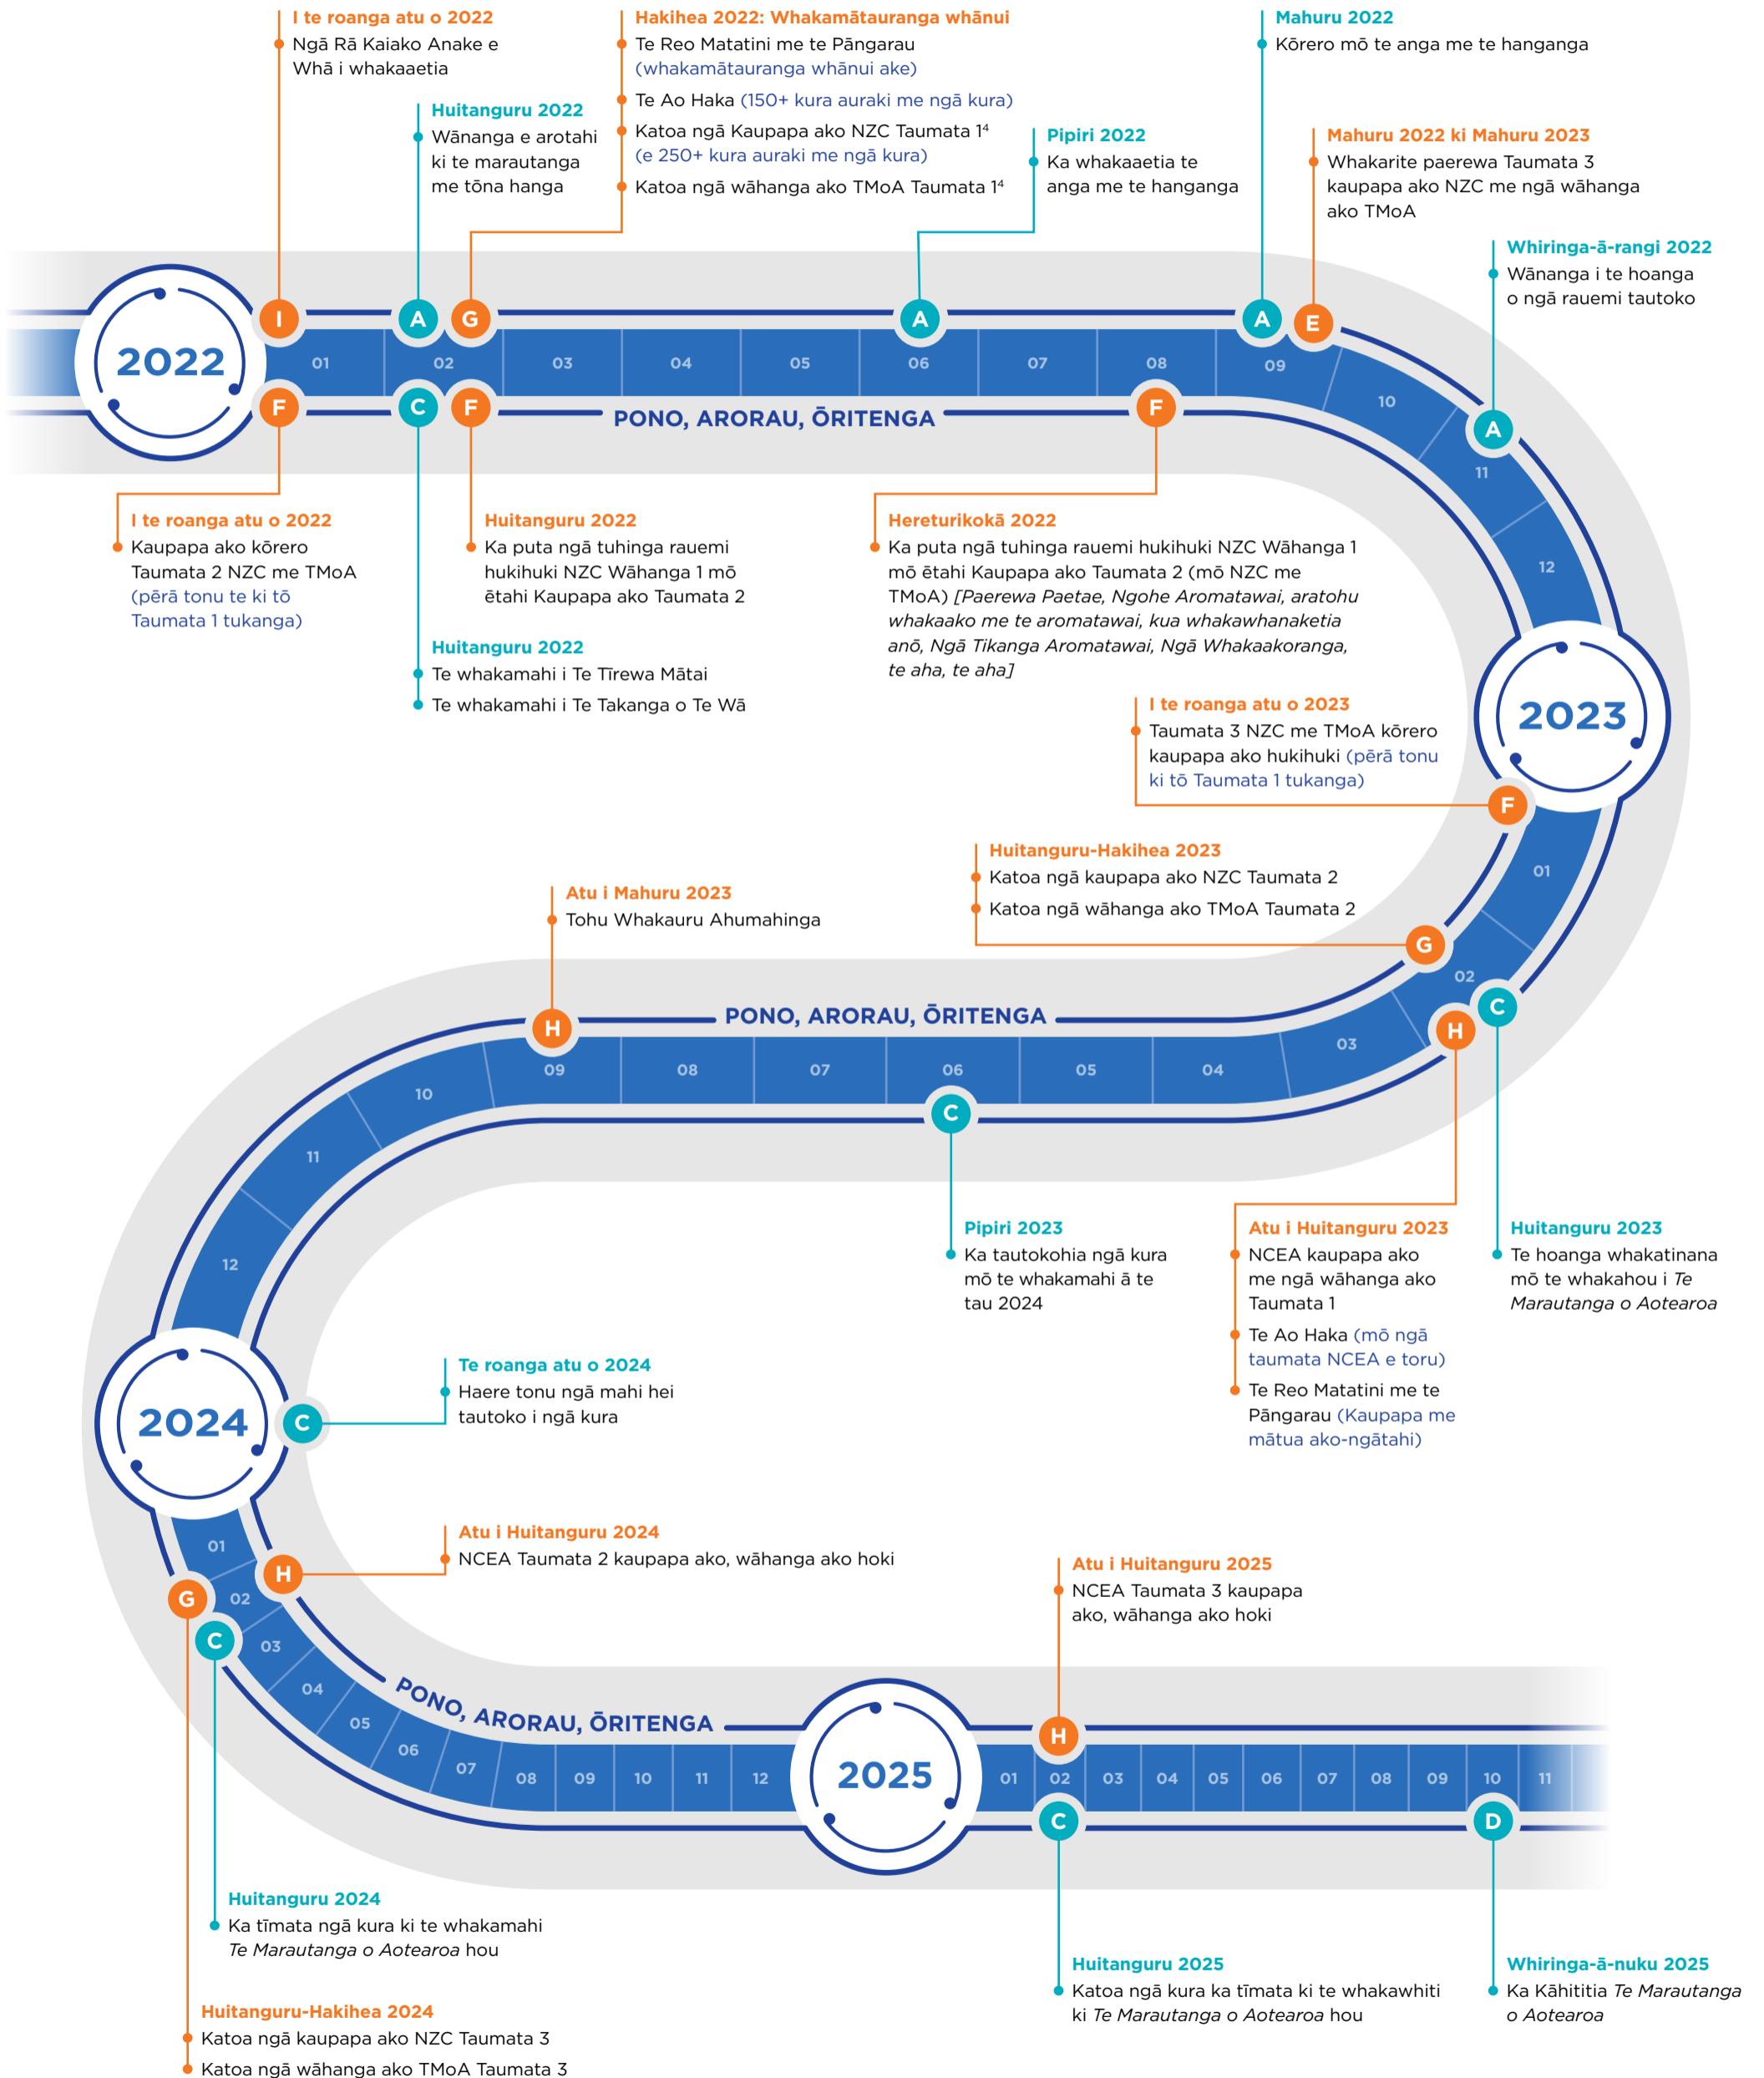 I te roanga atu o 2022
Ngā Rā Kaiako Anake e
Whā i whakaaetia
Huitanguru 2022
Wānanga e arotahi
ki te marautanga
me tōna hanga
Hakihea 2022: Whakamātauranga whānui
Te Reo Matatini me te Pāngarau
(whakamātauranga whānui ake)
Te Ao Haka (150+ kura auraki me ngā kura)
Katoa ngā Kaupapa ako NZC Taumata 1⁴
(e 250+ kura auraki me ngā kura)
Katoa ngā wāhanga ako TMoA Taumata 1⁴
Pipiri 2022
Ka whakaaetia te
anga me te hanganga
Mahuru 2022
Kōrero mō te anga me te hanganga
Mahuru 2022 ki Mahuru 2023
Whakarite paerewa Taumata 3
kaupapa ako NZC me ngā wāhanga
ako TMoA
Whiringa-ā-rangi 2022
Wānanga i te hoanga
o ngā rauemi tautoko
I
A
G
A
A
E
A
2022
01
02
03
04
05
06
07
08
09
10
11
12
F
C
F
PONO, ARORAU, ŌRITENGA
F
I te roanga atu o 2022
Kaupapa ako kōrero
Taumata 2 NZC me TMoA
(pērā tonu te ki tō
Taumata 1 tukanga)
Huitanguru 2022
Ka puta ngā tuhinga rauemi
hukihuki NZC Wāhanga 1 mō
ētahi Kaupapa ako Taumata 2
Huitanguru 2022
Te whakamahi i Te Tīrewa Mātai
Te whakamahi i Te Takanga o Te Wā
Hereturikokā 2022
Ka puta ngā tuhinga rauemi hukihuki NZC Wāhanga 1
mō ētahi Kaupapa ako Taumata 2 (mō NZC me
TMoA) [Paerewa Paetae, Ngohe Aromatawai, aratohu
whakaako me te aromatawai, kua whakawhanaketia
anō, Ngā Tikanga Aromatawai, Ngā Whakaakoranga,
te aha, te aha]
2023
I te roanga atu o 2023
Taumata 3 NZC me TMoA kōrero
kaupapa ako hukihuki (pērā tonu
ki tō Taumata 1 tukanga)
F
Huitanguru-Hakihea 2023
Katoa ngā kaupapa ako NZC Taumata 2
Katoa ngā wāhanga ako TMoA Taumata 2
G
C
H
Atu i Mahuru 2023
Tohu Whakauru Ahumahinga
H
PONO, ARORAU, ŌRITENGA
01
02
03
04
05
06
07
08
09
10
11
12
C
Pipiri 2023
Ka tautokohia ngā kura
mō te whakamahi ā te
tau 2024
Atu i Huitanguru 2023
NCEA kaupapa ako
me ngā wāhanga ako
Taumata 1
Te Ao Haka (mō ngā
taumata NCEA e toru)
Te Reo Matatini me te
Pāngarau (Kaupapa me
mātua ako-ngātahi)
Huitanguru 2023
Te hoanga whakatinana
mō te whakahou i Te
Marautanga o Aotearoa
2024
C
Te roanga atu o 2024
Haere tonu ngā mahi hei
tautoko i ngā kura
Atu i Huitanguru 2024
NCEA Taumata 2 kaupapa ako, wāhanga ako hoki
H
G
C
01
02
03
04
05
06
07
08
09
10
11
12
PONO, ARORAU, ŌRITENGA
Atu i Huitanguru 2025
NCEA Taumata 3 kaupapa
ako, wāhanga ako hoki
H
2025
01
02
03
04
05
06
07
08
09
10
11
C
D
Huitanguru 2024
Ka tīmata ngā kura ki te whakamahi
Te Marautanga o Aotearoa hou
Huitanguru-Hakihea 2024
Katoa ngā kaupapa ako NZC Taumata 3
Katoa ngā wāhanga ako TMoA Taumata 3
Huitanguru 2025
Katoa ngā kura ka tīmata ki te whakawhiti
ki Te Marautanga o Aotearoa hou
Whiringa-ā-nuku 2025
Ka Kāhititia Te Marautanga
o Aotearoa